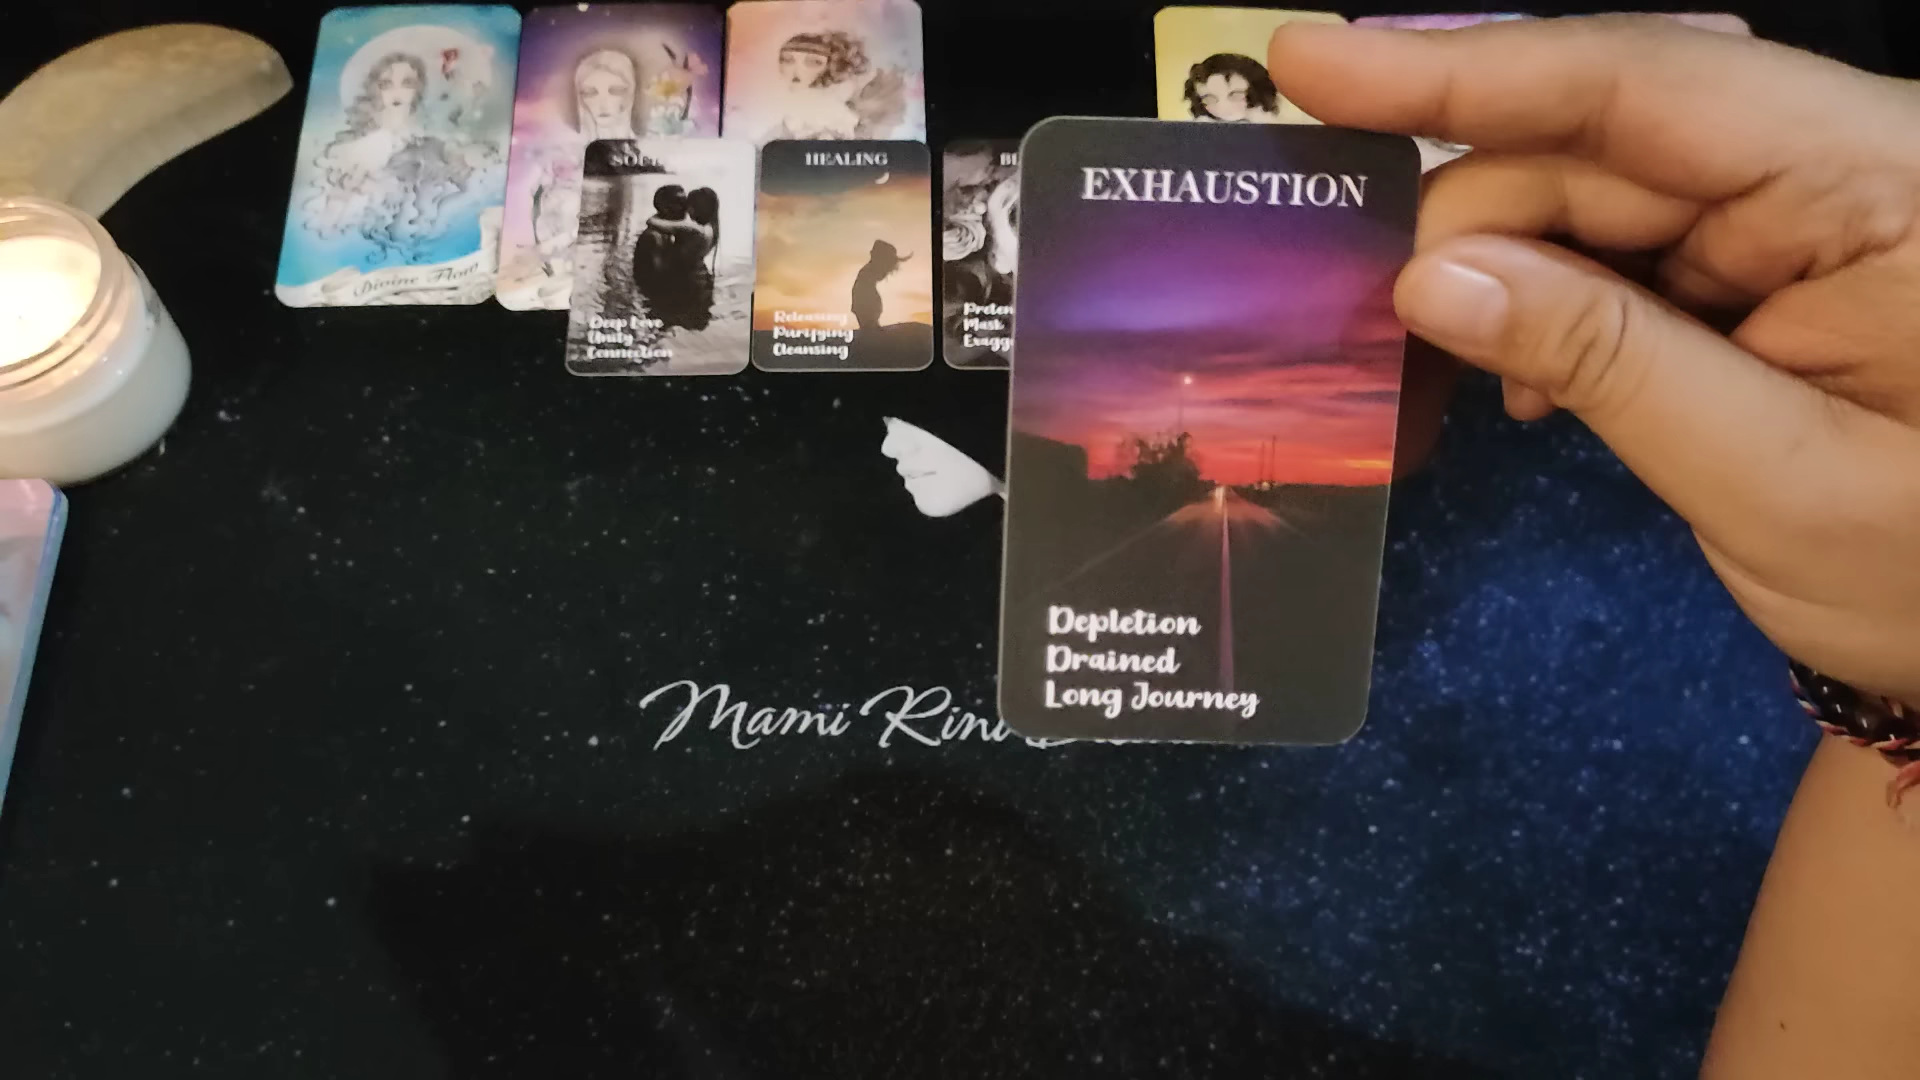 Divine Flow
HEALING
Releasing
Purifying
Cleansing
Deep Love
Unity
Connection
Mask
EXHAUSTION
Depletion
Drained
Long Journey
Mami Rini